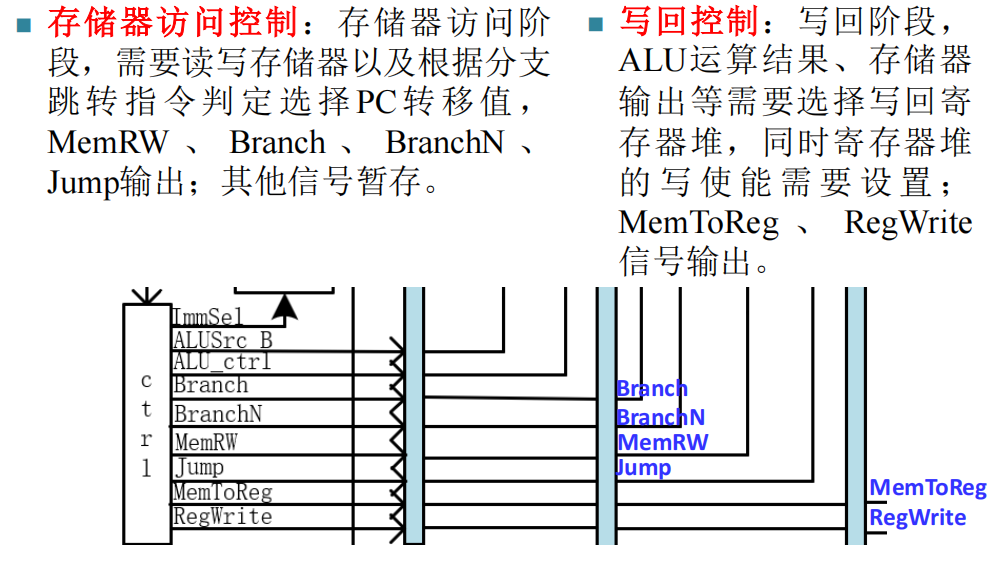 存储器访问控制：存储器访问阶
段，需要读写存储器以及根据分支
跳转指令判定选择PC转移值，
MemRW 、 Branch 、 BranchN 、
Jump输出；其他信号暂存。
写回控制：写回阶段，
ALU运算结果、存储器
输出等需要选择写回寄
存器堆，同时寄存器堆
的写使能需要设置；
MemToReg 、 RegWrite
信号输出。
ctrl
ImmSel
ALUSrc_B
ALU_ctrl
Branch
BranchN
MemRW
Jump
MemToReg
RegWrite
Branch
BranchN
MemRW
Jump
MemToReg
RegWrite